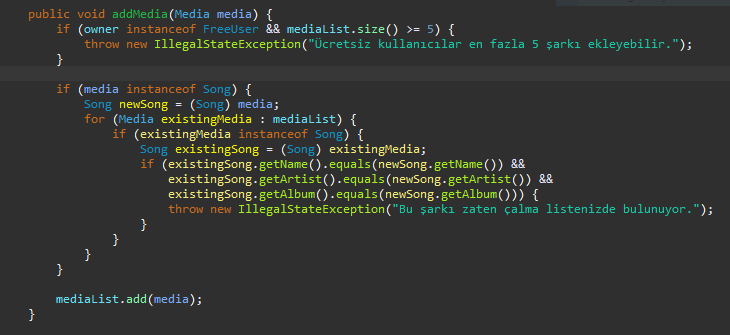 public void addMedia(Media media) {
if (owner instanceof FreeUser && mediaList.size() >= 5) {
throw new IllegalStateException("Ücretsiz kullanıcılar en fazla 5 şarkı ekleyebilir.");
}
if (media instanceof Song) {
Song newSong = (Song) media;
for (Media existingMedia : mediaList) {
if (existingMedia instanceof Song) {
Song existingSong = (Song) existingMedia;
if (existingSong.getName().equals(newSong.getName()) &&
existingSong.getArtist().equals(newSong.getArtist()) &&
existingSong.getAlbum().equals(newSong.getAlbum())) {
throw new IllegalStateException("Bu şarkı zaten çalma listenizde bulunuyor.");
}
}
}
}
mediaList.add(media);
}